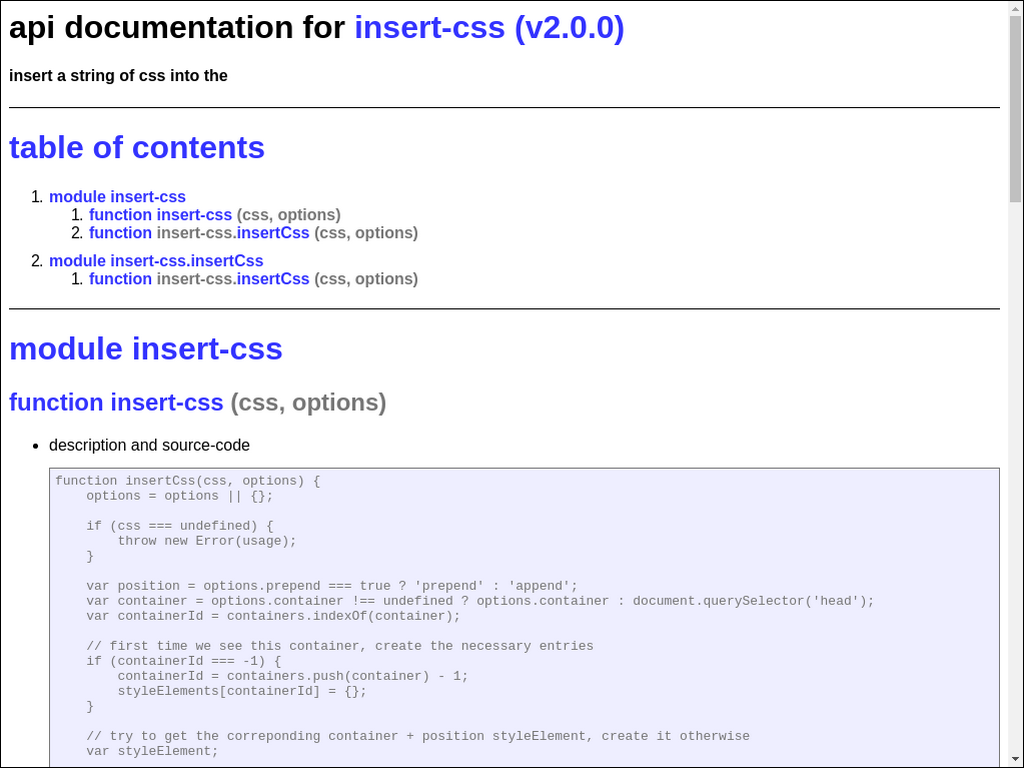 api documentation for insert-css (v2.0.0)
insert a string of css into the
table of contents
1. module insert-css
1. function insert-css (css, options)
2. function insert-css.insertCss (css, options)
2. module insert-css.insertCss
1. function insert-css.insertCss (css, options)
module insert-css
function insert-css (css, options)
• description and source-code
function insertCss(css, options) {
    options = options || {};

    if (css === undefined) {
        throw new Error(usage);
    }

    var position = options.prepend === true ? 'prepend' : 'append';
    var container = options.container !== undefined ? options.container : document.querySelector('head');
    var containerId = containers.indexOf(container);

    // first time we see this container, create the necessary entries
    if (containerId === -1) {
        containerId = containers.push(container) - 1;
        styleElements[containerId] = {};
    }

    // try to get the correponding container + position styleElement, create it otherwise
    var styleElement;